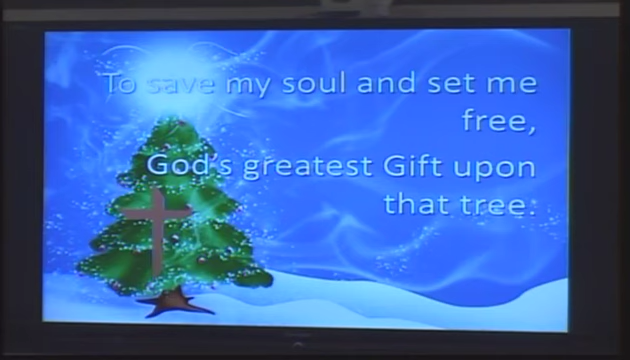 To save my soul and set me
free,
God's greatest Gift upon
that tree.